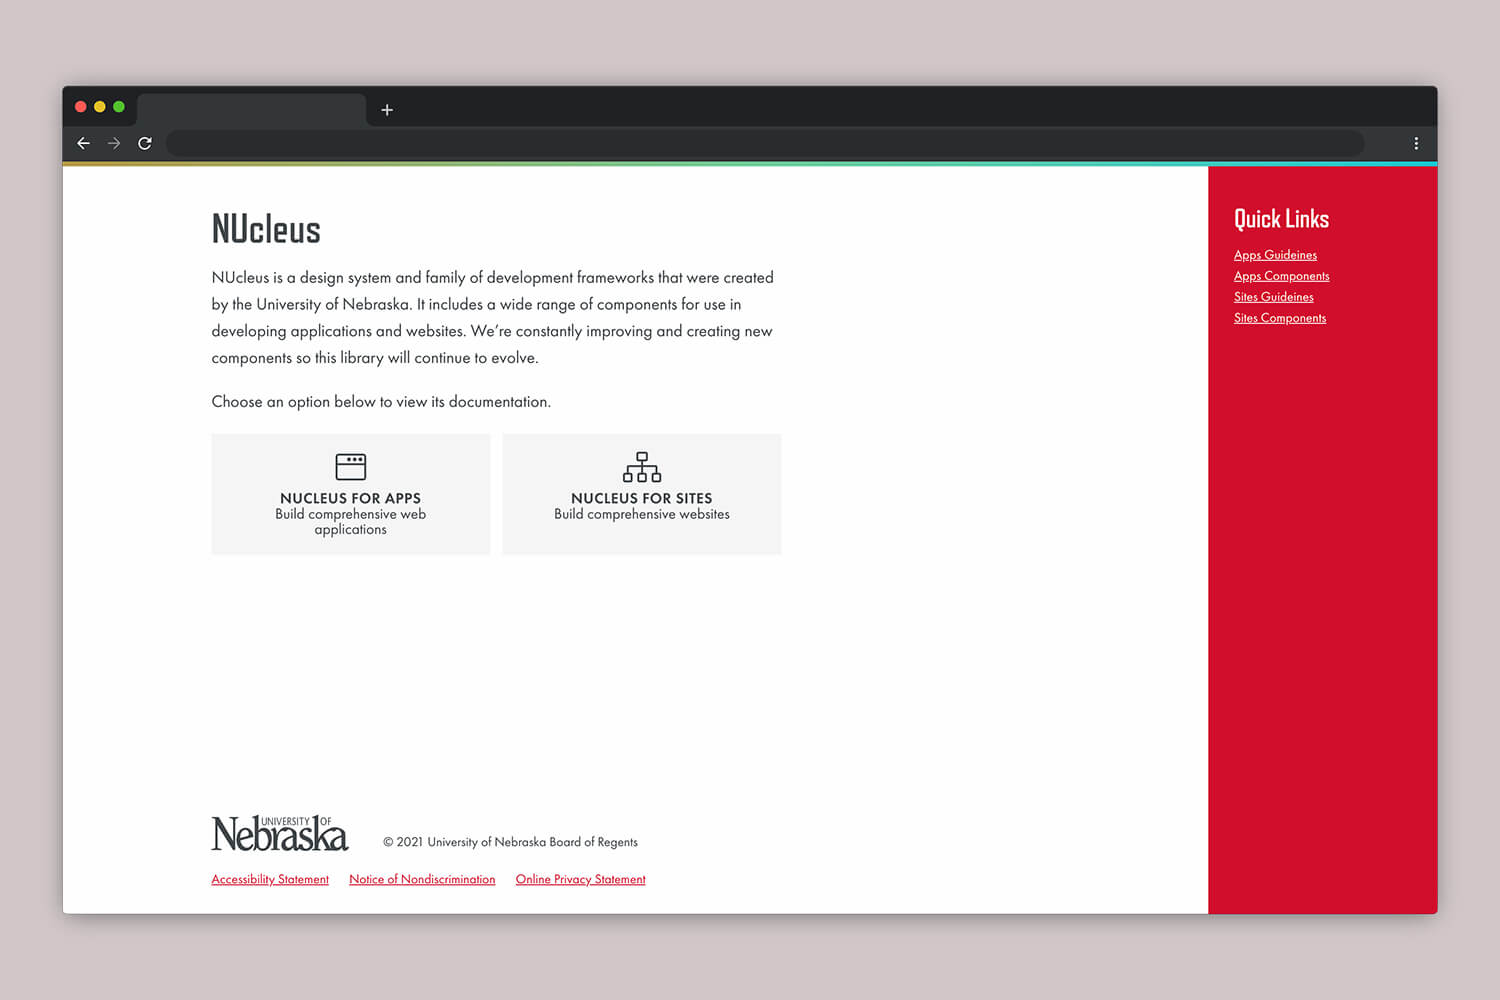 NUcleus
NUcleus is a design system and family of development frameworks that were created
by the University of Nebraska. It includes a wide range of components for use in
developing applications and websites. We’re constantly improving and creating new
components so this library will continue to evolve.
Choose an option below to view its documentation.
NUCLEUS FOR APPS
Build comprehensive web
applications
NUCLEUS FOR SITES
Build comprehensive websites
Quick Links
Apps Guideines
Apps Components
Sites Guideines
Sites Components
UNIVERSITY OF
Nebraska
© 2021 University of Nebraska Board of Regents
Accessibility Statement Notice of Nondiscrimination Online Privacy Statement